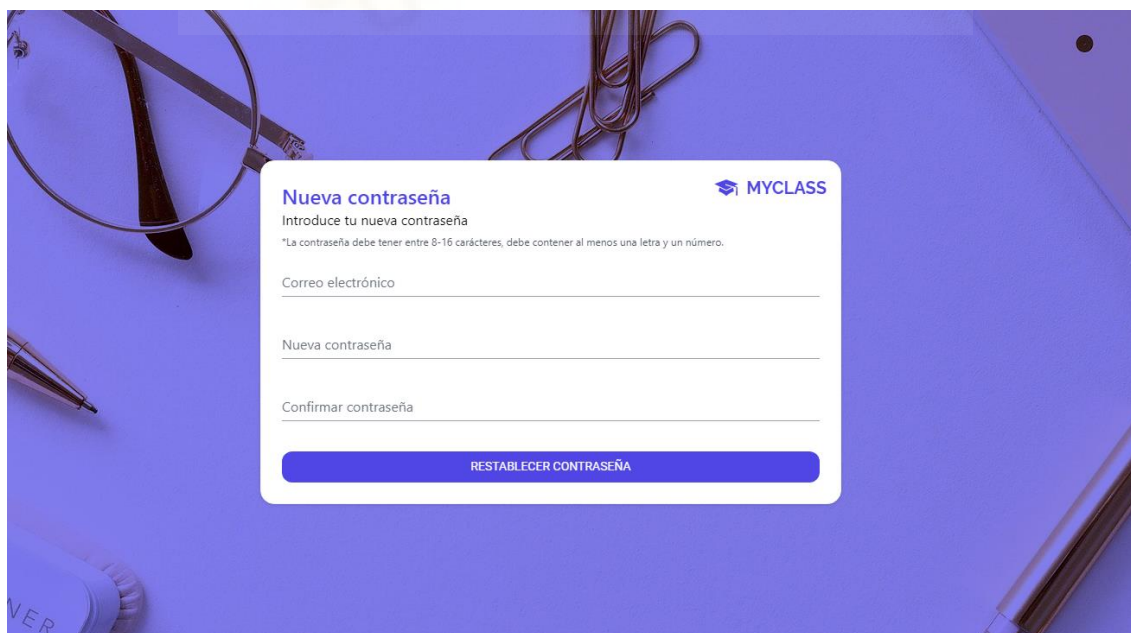 Nueva contraseña
MYCLASS
Introduce tu nueva contraseña
*La contraseña debe tener entre 8-16 carácteres, debe contener al menos una letra y un número.
Correo electrónico
Nueva contraseña
Confirmar contraseña
RESTABLECER CONTRASEÑA
NER